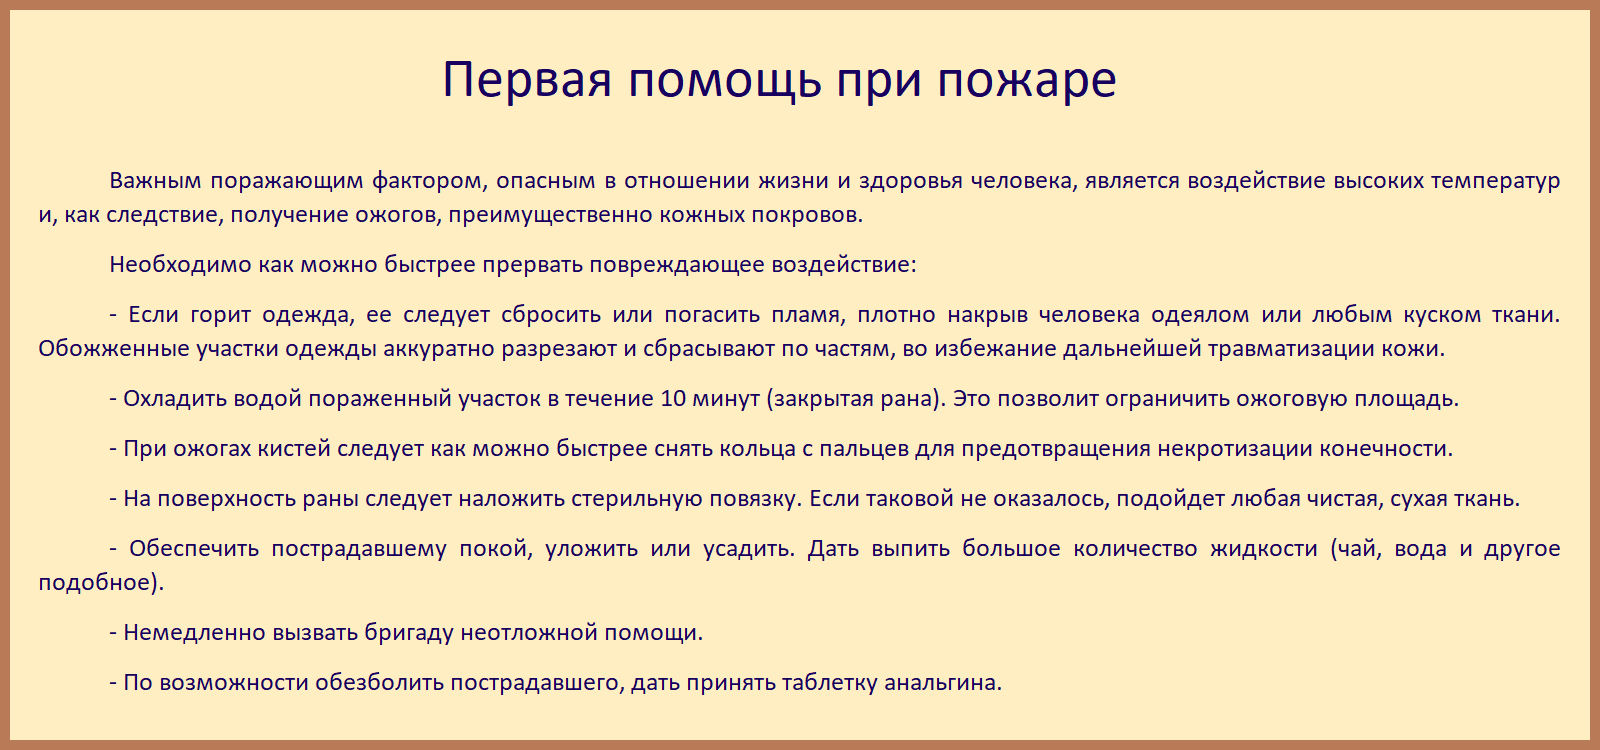 Первая помощь при пожаре
Важным поражающим фактором, опасным в отношении жизни и здоровья человека, является воздействие высоких температур
и, как следствие, получение ожогов, преимущественно кожных покровов.
Необходимо как можно быстрее прервать повреждающее воздействие:
- Если горит одежда, ее следует сбросить или погасить пламя, плотно накрыв человека одеялом или любым куском ткани.
Обожженные участки одежды аккуратно разрезают и сбрасывают по частям, во избежание дальнейшей травматизации кожи.
- Охладить водой пораженный участок в течение 10 минут (закрытая рана). Это позволит ограничить ожоговую площадь.
- При ожогах кистей следует как можно быстрее снять кольца с пальцев для предотвращения некротизации конечности.
- На поверхность раны следует наложить стерильную повязку. Если таковой не оказалось, подойдет любая чистая, сухая ткань.
- Обеспечить пострадавшему покой, уложить или усадить. Дать выпить большое количество жидкости (чай, вода и другое
подобное).
- Немедленно вызвать бригаду неотложной помощи.
- По возможности обезболить пострадавшего, дать принять таблетку анальгина.